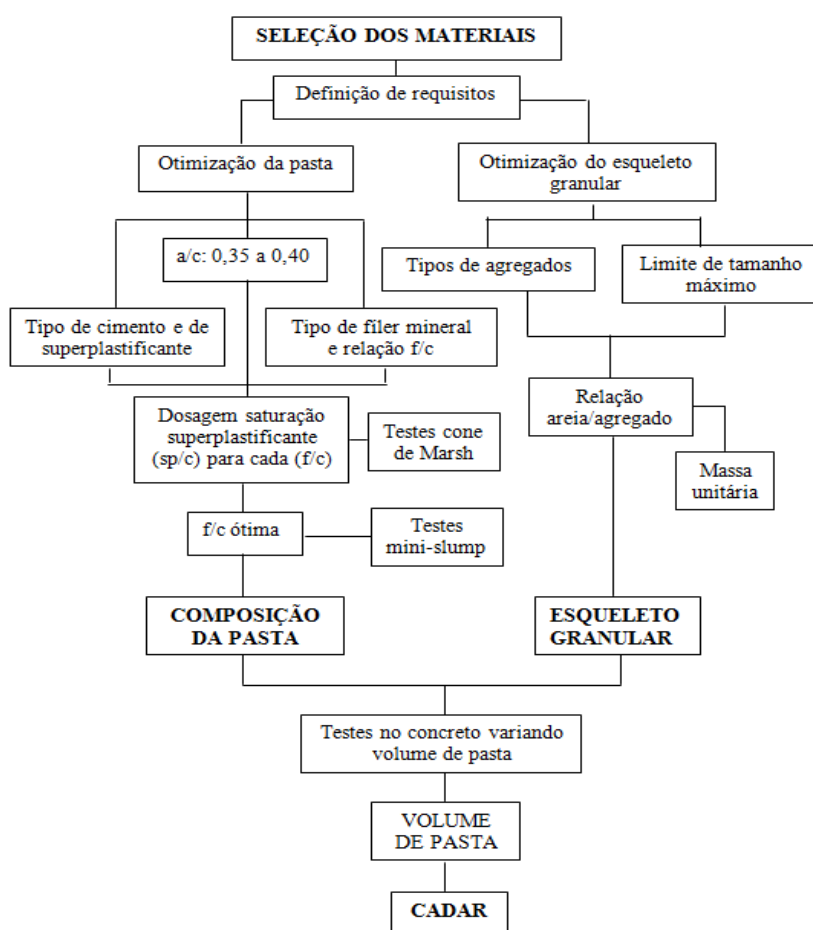 SELEÇÃO DOS MATERIAIS
Definição de requisitos
Otimização da pasta
Otimização do esqueleto
granular
a/c: 0,35 a 0,40
Tipos de agregados
Limite de tamanho
máximo
Tipo de cimento e de
superplastificante
Tipo de fíler mineral
e relação f/c
Dosagem saturação
superplastificante
(sp/c) para cada (f/c)
Testes cone
de Marsh
Relação
areia/agregado
Massa
unitária
f/c ótima
Testes
mini-slump
COMPOSIÇÃO
DA PASTA
ESQUELETO
GRANULAR
Testes no concreto variando
volume de pasta
VOLUME
DE PASTA
CADAR